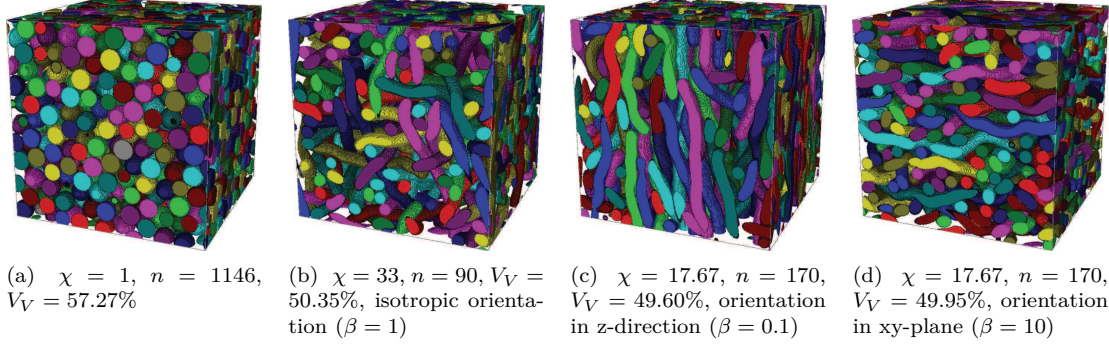 (a) χ = 1, n = 1146,
V_V = 57.27%
(b) χ = 33, n = 90, V_V =
50.35%, isotropic orienta-
tion (β = 1)
(c) χ = 17.67, n = 170,
V_V = 49.60%, orientation
in z-direction (β = 0.1)
(d) χ = 17.67, n = 170,
V_V = 49.95%, orientation
in xy-plane (β = 10)